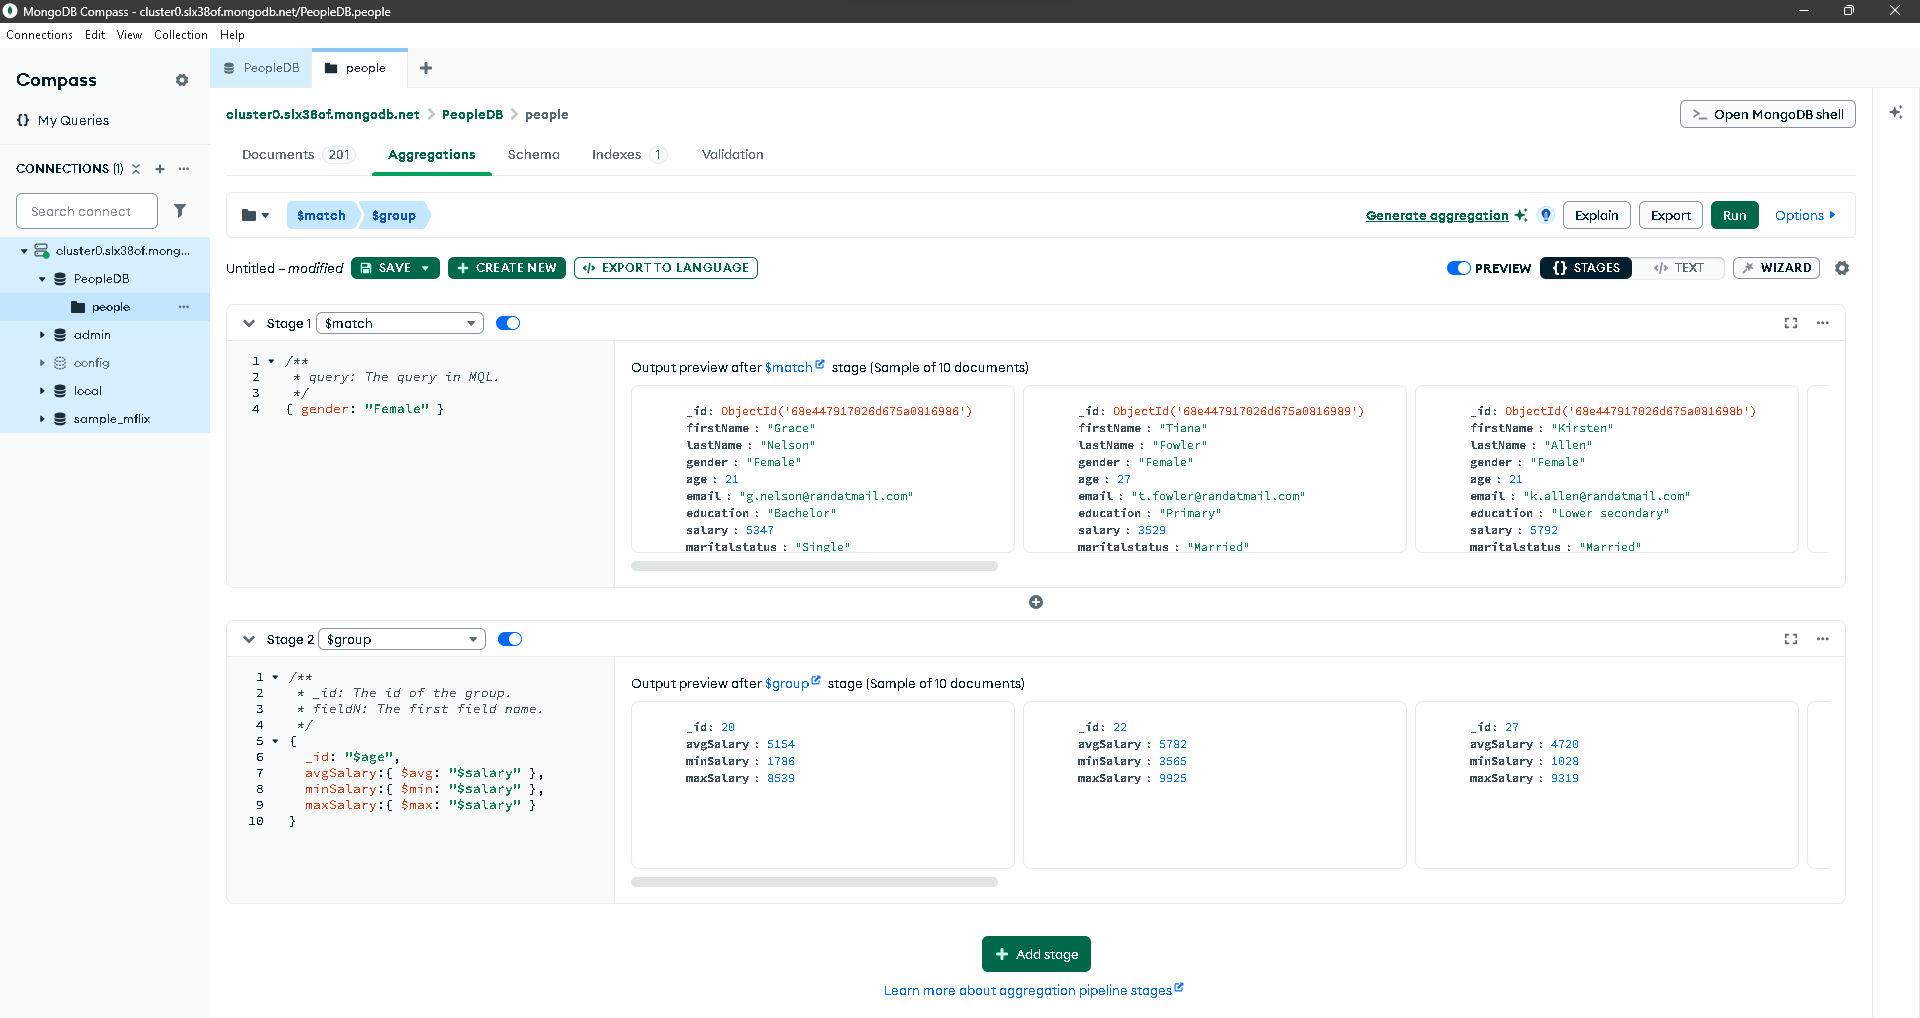 MongoDB Compass - cluster0.slx38of.mongodb.net/PeopleDB.people
Connections Edit View Collection Help
Compass
{} My Queries
CONNECTIONS (1)
Search connect
cluster0.slx38of.mong...
PeopleDB
people
admin
config
local
sample_mflix
PeopleDB people
cluster0.slx38of.mongodb.net > PeopleDB > people
>_ Open MongoDB shell
Documents 201 Aggregations Schema Indexes 1 Validation
$match $group
Generate aggregation Explain Export Run Options
Untitled – modified SAVE + CREATE NEW </> EXPORT TO LANGUAGE
PREVIEW {} STAGES </> TEXT WIZARD
Stage 1 $match
1 /**
2 * query: The query in MQL.
3 */
4 { gender: "Female" }
Output preview after $match stage (Sample of 10 documents)
_id: ObjectId('68e447917026d675a0816986')
firstName : "Grace"
lastName : "Nelson"
gender : "Female"
age : 21
email : "g.nelson@randatmail.com"
education : "Bachelor"
salary : 5347
maritalstatus : "Single"
_id: ObjectId('68e447917026d675a0816989')
firstName : "Tiana"
lastName : "Fowler"
gender : "Female"
age : 27
email : "t.fowler@randatmail.com"
education : "Primary"
salary : 3529
maritalstatus : "Married"
_id: ObjectId('68e447917026d675a081698b')
firstName : "Kirsten"
lastName : "Allen"
gender : "Female"
age : 21
email : "k.allen@randatmail.com"
education : "Lower secondary"
salary : 5792
maritalstatus : "Married"
Stage 2 $group
1 /**
2 * _id: The id of the group.
3 * fieldN: The first field name.
4 */
5 {
6 _id: "$age",
7 avgSalary:{ $avg: "$salary" },
8 minSalary:{ $min: "$salary" },
9 maxSalary:{ $max: "$salary" }
10 }
Output preview after $group stage (Sample of 10 documents)
_id: 20
avgSalary : 5154
minSalary : 1786
maxSalary : 8539
_id: 22
avgSalary : 5782
minSalary : 3565
maxSalary : 9925
_id: 27
avgSalary : 4720
minSalary : 1028
maxSalary : 9319
+ Add stage
Learn more about aggregation pipeline stages